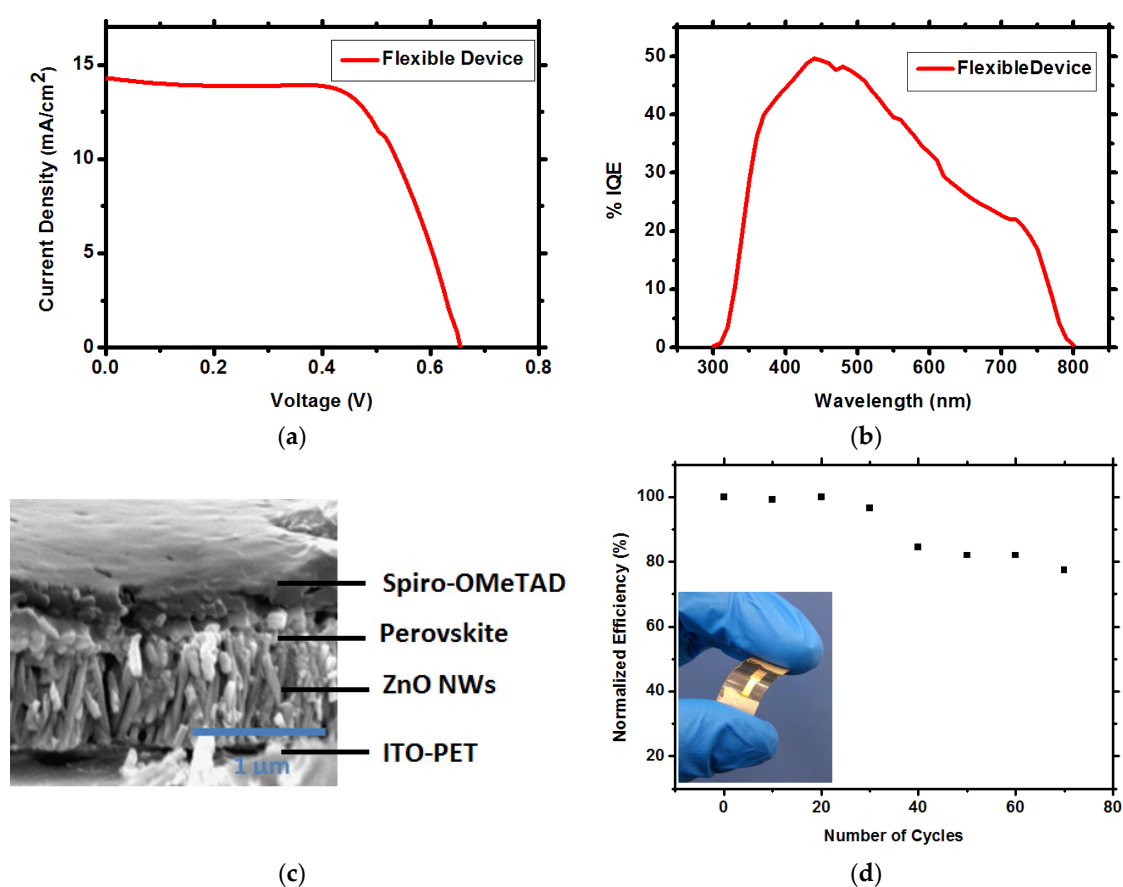 (a)
15
10
5
0
Current Density (mA/cm²)
Flexible Device
0.0 0.2 0.4 0.6 0.8
Voltage (V)
(b)
50
40
30
20
10
0
% IQE
FlexibleDevice
300 400 500 600 700 800
Wavelength (nm)
Spiro-OMeTAD
Perovskite
ZnO NWs
ITO-PET
1 µm
(c)
100
80
60
40
20
Normalized Efficiency (%)
0 20 40 60 80
Number of Cycles
(d)